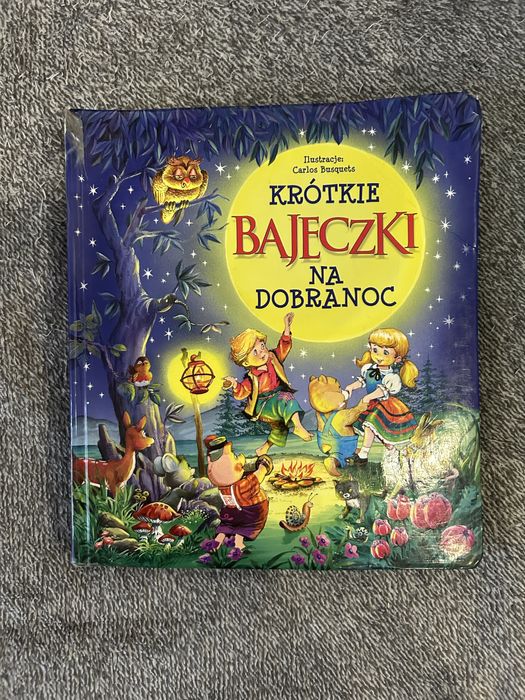 Ilustracje:
Carlos Busquets
KRÓTKIE
BAJECZKI
NA
DOBRANOC